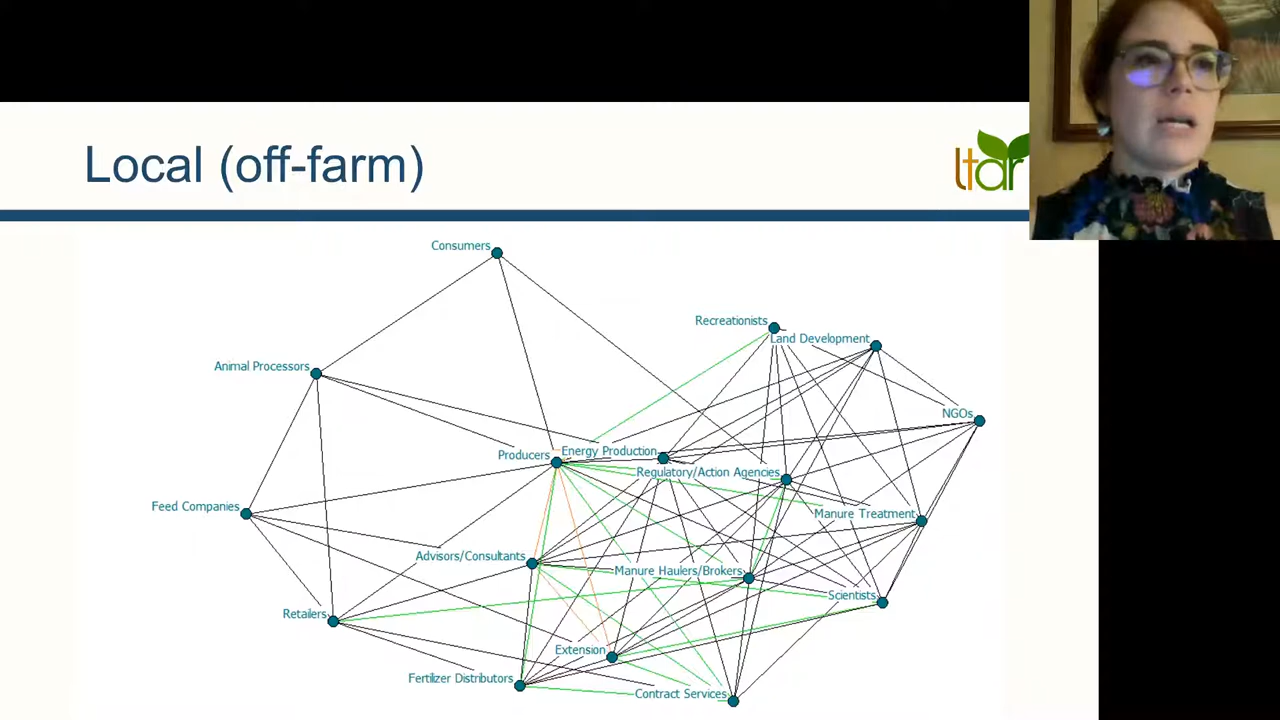 Local (off-farm)
ltar
Consumers
Recreationists
Land Development
Animal Processors
NGOs
Producers
Energy Production
Regulatory/Action Agencies
Feed Companies
Manure Treatment
Advisors/Consultants
Manure Haulers/Brokers
Scientists
Retailers
Extension
Fertilizer Distributors
Contract Services